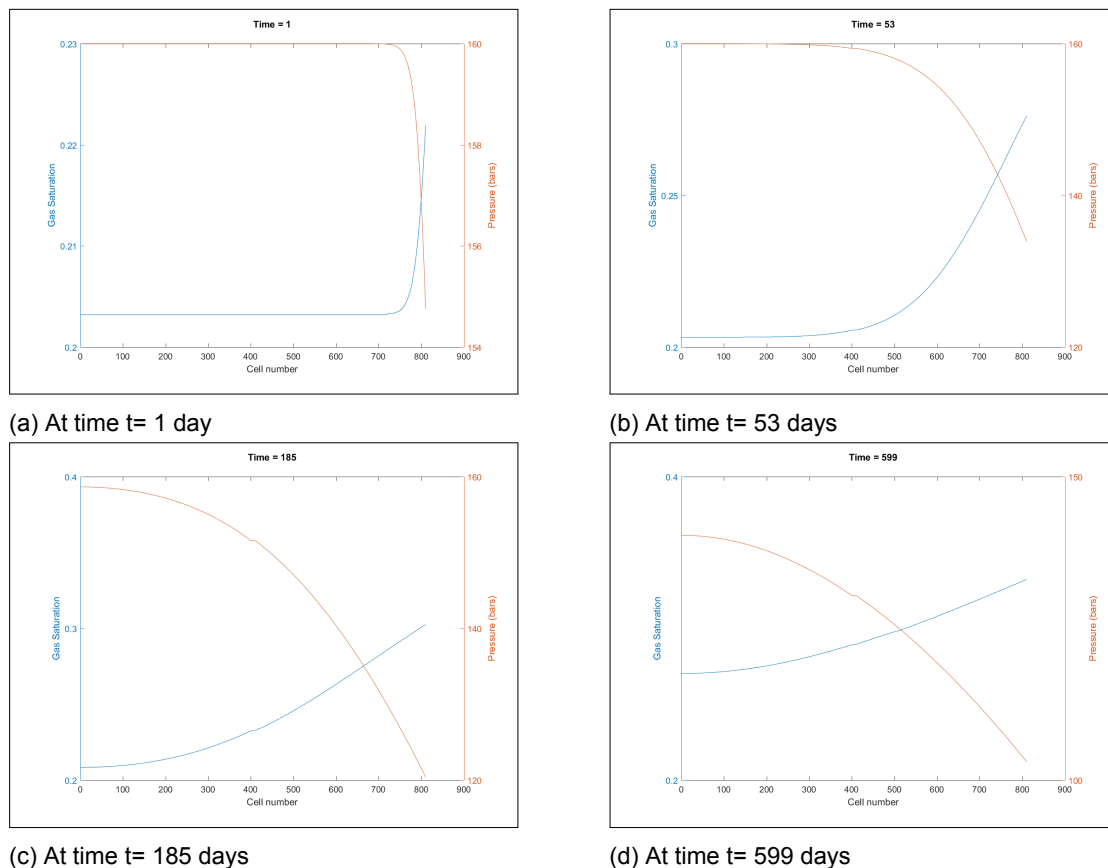 Time = 1
0.23
0.22
0.21
0.2
Gas Saturation
160
158
156
154
Pressure (bars)
0 100 200 300 400 500 600 700 800 900
Cell number
(a) At time t= 1 day
Time = 53
0.3
0.25
0.2
Gas Saturation
160
140
120
Pressure (bars)
0 100 200 300 400 500 600 700 800 900
Cell number
(b) At time t= 53 days
Time = 185
0.4
0.3
0.2
Gas Saturation
160
140
120
Pressure (bars)
0 100 200 300 400 500 600 700 800 900
Cell number
(c) At time t= 185 days
Time = 599
0.4
0.3
0.2
Gas Saturation
150
100
Pressure (bars)
0 100 200 300 400 500 600 700 800 900
Cell number
(d) At time t= 599 days